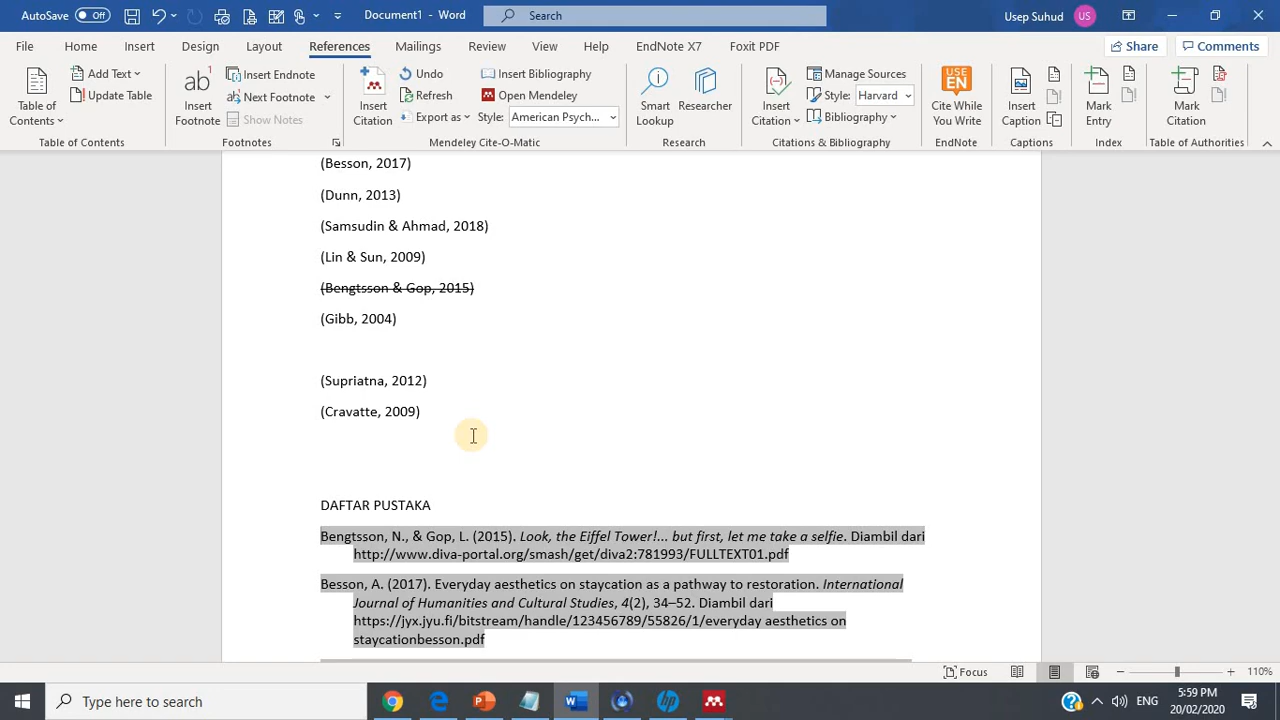 AutoSave Off Document1 - Word Search Usep Suhud US
File Home Insert Design Layout References Mailings Review View Help EndNote X7 Foxit PDF Share Comments
Table of Contents
Add Text
Update Table
Table of Contents
ab1
Insert Footnote
Insert Endnote
Next Footnote
Show Notes
Footnotes
Insert Citation
Undo
Refresh
Export as
Insert Bibliography
Open Mendeley
Style: American Psych...
Mendeley Cite-O-Matic
Smart Lookup
Researcher
Research
Insert Citation
Manage Sources
Style: Harvard
Bibliography
Citations & Bibliography
USE EN
Cite While You Write
EndNote
Insert Caption
Captions
Mark Entry
Index
Mark Citation
Table of Authorities
(Besson, 2017)
(Dunn, 2013)
(Samsudin & Ahmad, 2018)
(Lin & Sun, 2009)
(Bengtsson & Gop, 2015)
(Gibb, 2004)
(Supriatna, 2012)
(Cravatte, 2009)
DAFTAR PUSTAKA
Bengtsson, N., & Gop, L. (2015). Look, the Eiffel Tower!... but first, let me take a selfie. Diambil dari
http://www.diva-portal.org/smash/get/diva2:781993/FULLTEXT01.pdf
Besson, A. (2017). Everyday aesthetics on staycation as a pathway to restoration. International
Journal of Humanities and Cultural Studies, 4(2), 34–52. Diambil dari
https://jyx.jyu.fi/bitstream/handle/123456789/55826/1/everyday aesthetics on
staycationbesson.pdf
Focus 110%
Type here to search ENG 5:59 PM
20/02/2020